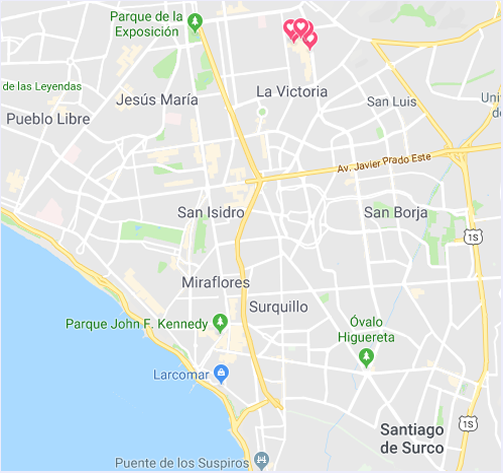 Parque de la
Exposición
de las Leyendas
La Victoria
Jesús María
San Luis
Uni
de
Pueblo Libre
Av. Javier Prado Este
San Isidro
San Borja
1S
Miraflores
Surquillo
Parque John F. Kennedy
Óvalo
Higuereta
Larcomar
1S
Santiago
de Surco
Puente de los Suspiros